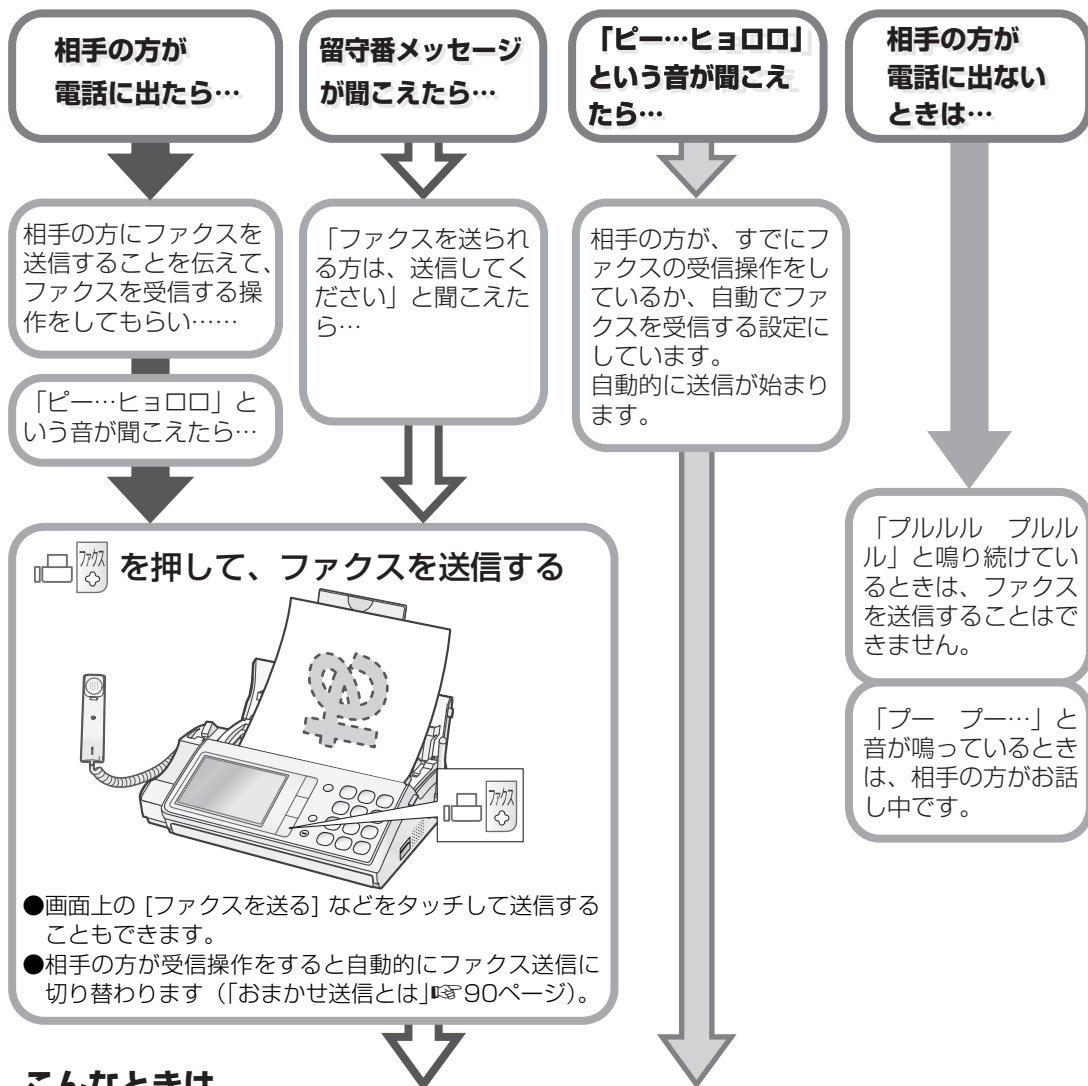 相手の方が
電話に出たら…
留守番メッセージ
が聞こえたら…
「ピー…ヒョロロ」
という音が聞こえ
たら…
相手の方が
電話に出ない
ときは…
相手の方にファクスを
送信することを伝えて、
ファクスを受信する操
作をしてもらい……
「ピー…ヒョロロ」と
いう音が聞こえたら…
「ファクスを送られ
る方は、送信してく
ださい」と聞こえた
ら…
相手の方が、すでにフ
ァクスの受信操作をし
ているか、自動でファ
クスを受信する設定に
しています。
自動的に送信が始まり
ます。
「プルルル　プルル
ル」と鳴り続けてい
るときは、ファクス
を送信することはで
きません。
「プー　プー…」と
音が鳴っているとき
は、相手の方がお話
し中です。
ファクス を押して、ファクスを送信する
ファクス
●画面上の [ファクスを送る] などをタッチして送信する
こともできます。
●相手の方が受信操作をすると自動的にファクス送信に
切り替わります（「おまかせ送信とは」☞90ページ）。
こんなときは